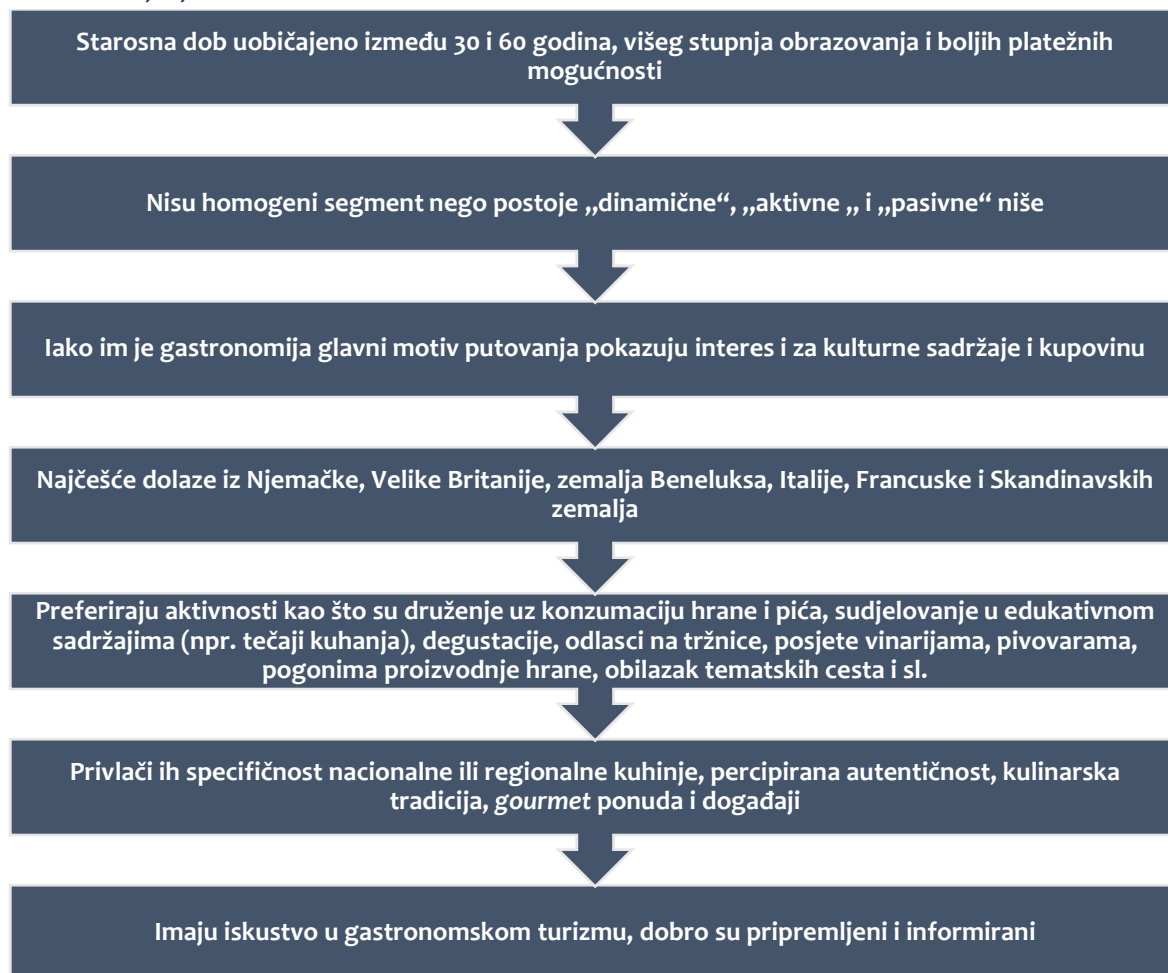 Starosna dob uobičajeno između 30 i 60 godina, višeg stupnja obrazovanja i boljih platežnih
mogućnosti
Nisu homogeni segment nego postoje „dinamične“, „aktivne „ i „pasivne“ niše
Iako im je gastronomija glavni motiv putovanja pokazuju interes i za kulturne sadržaje i kupovinu
Najčešće dolaze iz Njemačke, Velike Britanije, zemalja Beneluksa, Italije, Francuske i Skandinavskih
zemalja
Preferiraju aktivnosti kao što su druženje uz konzumaciju hrane i pića, sudjelovanje u edukativnom
sadržajima (npr. tečaji kuhanja), degustacije, odlasci na tržnice, posjete vinarijama, pivovarama,
pogonima proizvodnje hrane, obilazak tematskih cesta i sl.
Privlači ih specifičnost nacionalne ili regionalne kuhinje, percipirana autentičnost, kulinarska
tradicija, gourmet ponuda i događaji
Imaju iskustvo u gastronomskom turizmu, dobro su pripremljeni i informirani